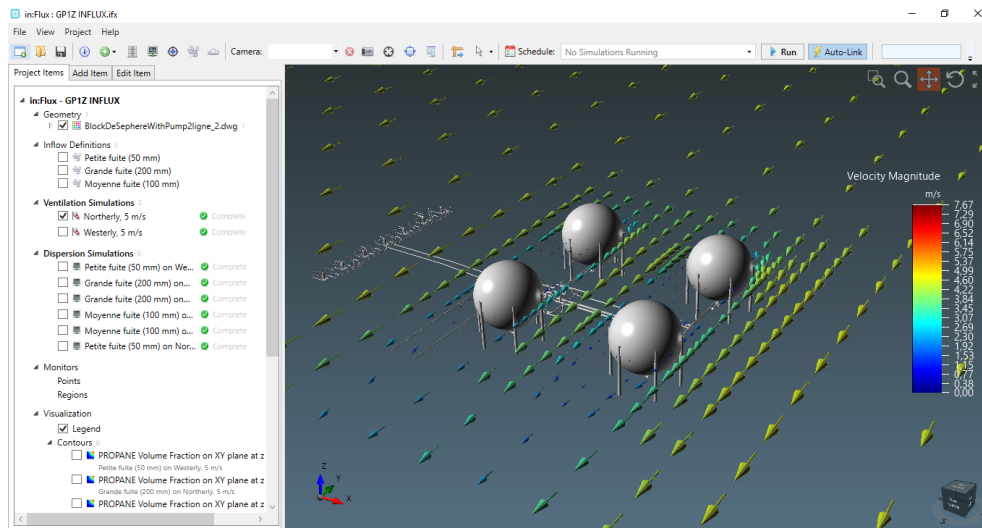 in:Flux : GP1Z INFLUX.ifx
File View Project Help
Camera:
Schedule: No Simulations Running
Run
Auto-Link
Project Items Add Item Edit Item
in:Flux - GP1Z INFLUX
Geometry 1
BlockDeSephereWithPump2ligne_2.dwg 1
Inflow Definitions 3
Petite fuite (50 mm)
Grande fuite (200 mm)
Moyenne fuite (100 mm)
Ventilation Simulations 2
Northerly, 5 m/s Complete
Westerly, 5 m/s Complete
Dispersion Simulations 6
Petite fuite (50 mm) on We... Complete
Grande fuite (200 mm) on... Complete
Grande fuite (200 mm) on... Complete
Moyenne fuite (100 mm) o... Complete
Moyenne fuite (100 mm) o... Complete
Petite fuite (50 mm) on Nor... Complete
Monitors
Points
Regions
Visualization
Legend
Contours 6
PROPANE Volume Fraction on XY plane at z
Petite fuite (50 mm) on Westerly, 5 m/s
PROPANE Volume Fraction on XY plane at z
Grande fuite (200 mm) on Northerly, 5 m/s
PROPANE Volume Fraction on XY plane at z
Velocity Magnitude
m/s
7,67
7,29
6,90
6,52
6,14
5,75
5,37
4,99
4,60
4,22
3,84
3,45
3,07
2,69
2,30
1,92
1,53
1,15
0,77
0,38
0,00
Z
Y
X